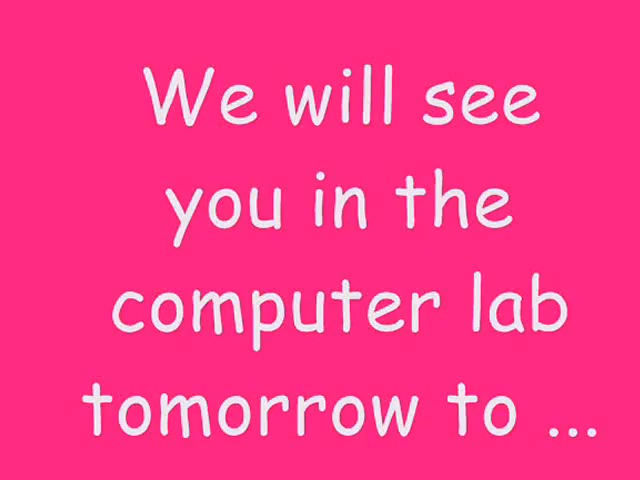 We will see
you in the
computer lab
tomorrow to ...